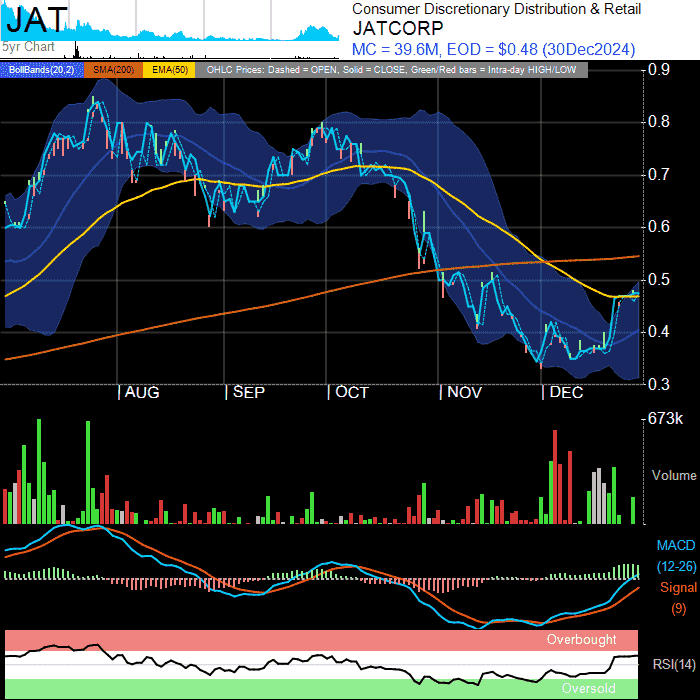 JAT
5yr Chart
Consumer Discretionary Distribution & Retail
JATCORP
MC = 39.6M, EOD = $0.48 (30Dec2024)
BollBands(20,2) SMA(200) EMA(50) OHLC Prices: Dashed = OPEN, Solid = CLOSE, Green/Red bars = Intra-day HIGH/LOW
0.9
0.8
0.7
0.6
0.5
0.4
0.3
AUG SEP OCT NOV DEC
673k
Volume
MACD
(12-26)
Signal
(9)
Overbought
RSI(14)
Oversold